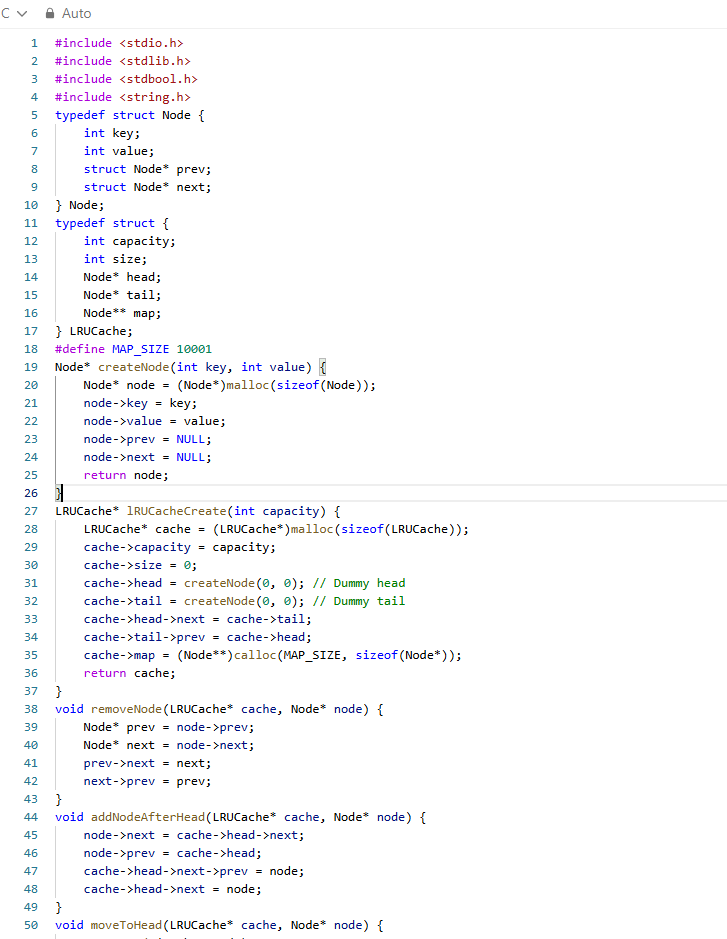 C Auto
1 #include <stdio.h>
2 #include <stdlib.h>
3 #include <stdbool.h>
4 #include <string.h>
5 typedef struct Node {
6     int key;
7     int value;
8     struct Node* prev;
9     struct Node* next;
10 } Node;
11 typedef struct {
12     int capacity;
13     int size;
14     Node* head;
15     Node* tail;
16     Node** map;
17 } LRUCache;
18 #define MAP_SIZE 10001
19 Node* createNode(int key, int value) {
20     Node* node = (Node*)malloc(sizeof(Node));
21     node->key = key;
22     node->value = value;
23     node->prev = NULL;
24     node->next = NULL;
25     return node;
26 }
27 LRUCache* lRUCacheCreate(int capacity) {
28     LRUCache* cache = (LRUCache*)malloc(sizeof(LRUCache));
29     cache->capacity = capacity;
30     cache->size = 0;
31     cache->head = createNode(0, 0); // Dummy head
32     cache->tail = createNode(0, 0); // Dummy tail
33     cache->head->next = cache->tail;
34     cache->tail->prev = cache->head;
35     cache->map = (Node**)calloc(MAP_SIZE, sizeof(Node*));
36     return cache;
37 }
38 void removeNode(LRUCache* cache, Node* node) {
39     Node* prev = node->prev;
40     Node* next = node->next;
41     prev->next = next;
42     next->prev = prev;
43 }
44 void addNodeAfterHead(LRUCache* cache, Node* node) {
45     node->next = cache->head->next;
46     node->prev = cache->head;
47     cache->head->next->prev = node;
48     cache->head->next = node;
49 }
50 void moveToHead(LRUCache* cache, Node* node) {